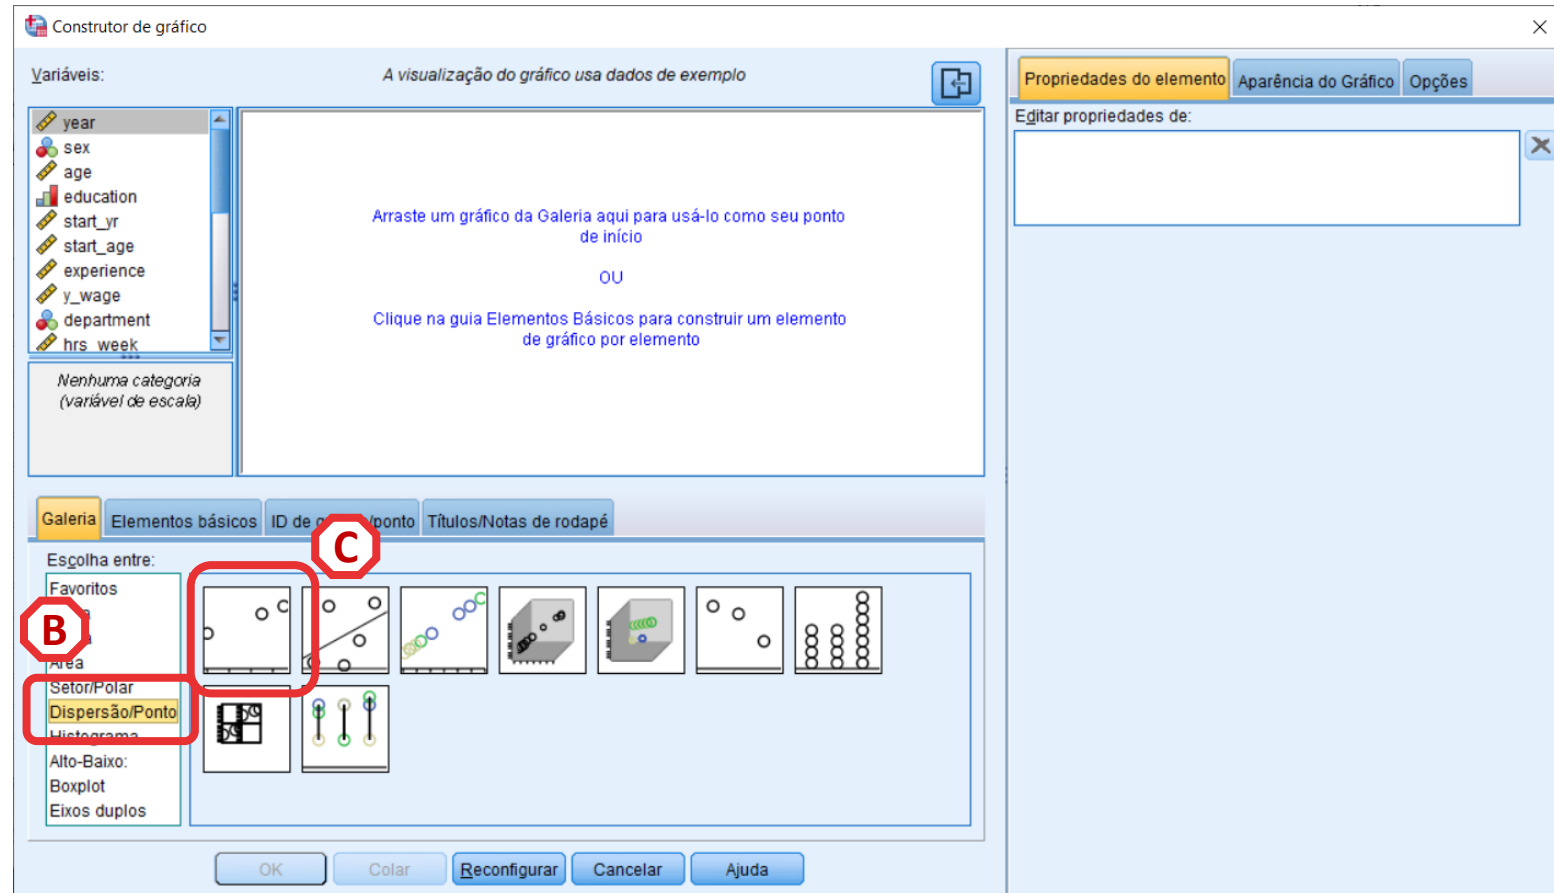 Construtor de gráfico
Variáveis:
A visualização do gráfico usa dados de exemplo
year
sex
age
education
start_yr
start_age
experience
y_wage
department
hrs_week
Nenhuma categoria
(variável de escala)
Arraste um gráfico da Galeria aqui para usá-lo como seu ponto
de início
OU
Clique na guia Elementos Básicos para construir um elemento
de gráfico por elemento
Propriedades do elemento
Aparência do Gráfico
Opções
Editar propriedades de:
Galeria
Elementos básicos
ID de /ponto
Títulos/Notas de rodapé
C
Escolha entre:
Favoritos
B
Área
Setor/Polar
Dispersão/Ponto
Histograma
Alto-Baixo:
Boxplot
Eixos duplos
OK
Colar
Reconfigurar
Cancelar
Ajuda